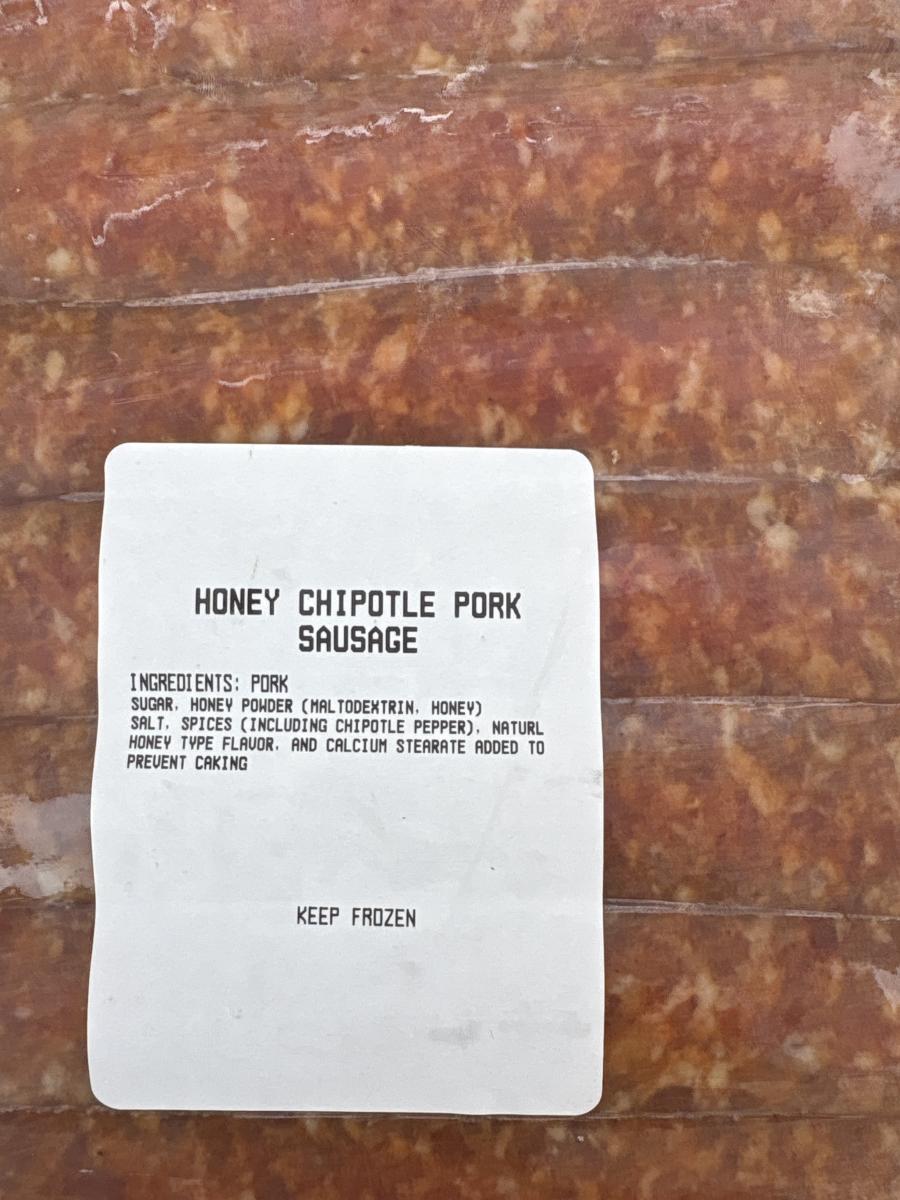 HONEY CHIPOTLE PORK
SAUSAGE
INGREDIENTS: PORK
SUGAR, HONEY POWDER (MALTODEXTRIN, HONEY)
SALT, SPICES (INCLUDING CHIPOTLE PEPPER), NATURL
HONEY TYPE FLAVOR, AND CALCIUM STEARATE ADDED TO
PREVENT CAKING
KEEP FROZEN